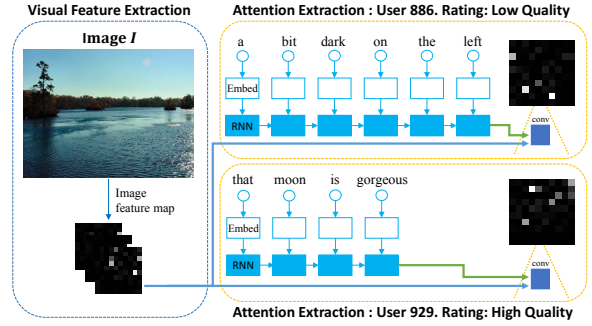 Visual Feature Extraction
Image I
Image
feature map
Attention Extraction : User 886. Rating: Low Quality
a bit dark on the left
Embed
RNN
conv
that moon is gorgeous
Embed
RNN
conv
Attention Extraction : User 929. Rating: High Quality